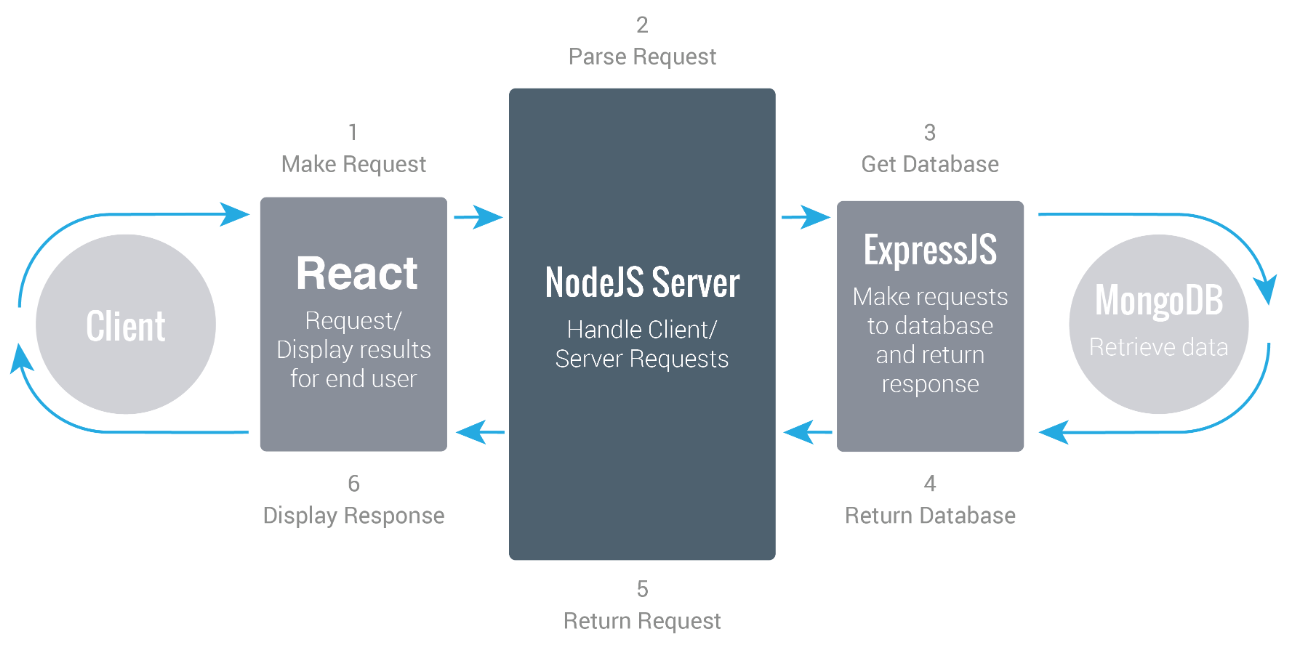 2
Parse Request
1
Make Request
3
Get Database
Client
React
Request/
Display results
for end user
NodeJS Server
Handle Client/
Server Requests
ExpressJS
Make requests
to database
and return
response
MongoDB
Retrieve data
6
Display Response
4
Return Database
5
Return Request